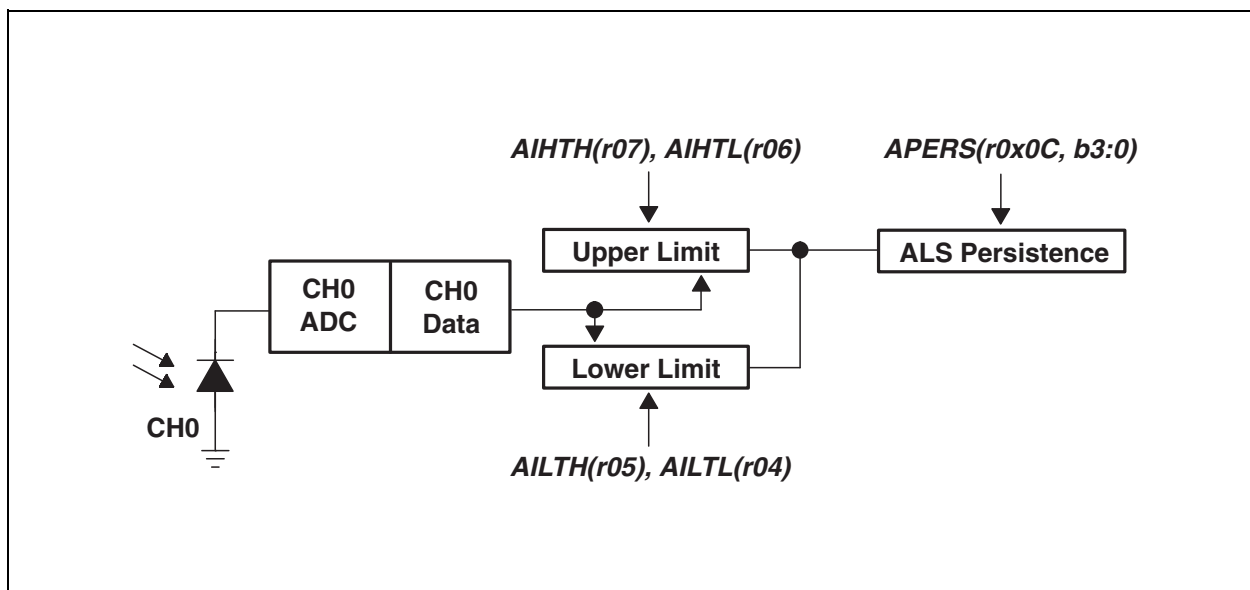 AIHTH(r07), AIHTL(r06)
APERS(r0x0C, b3:0)
Upper Limit
ALS Persistence
CH0
ADC
CH0
Data
Lower Limit
CH0
AILTH(r05), AILTL(r04)